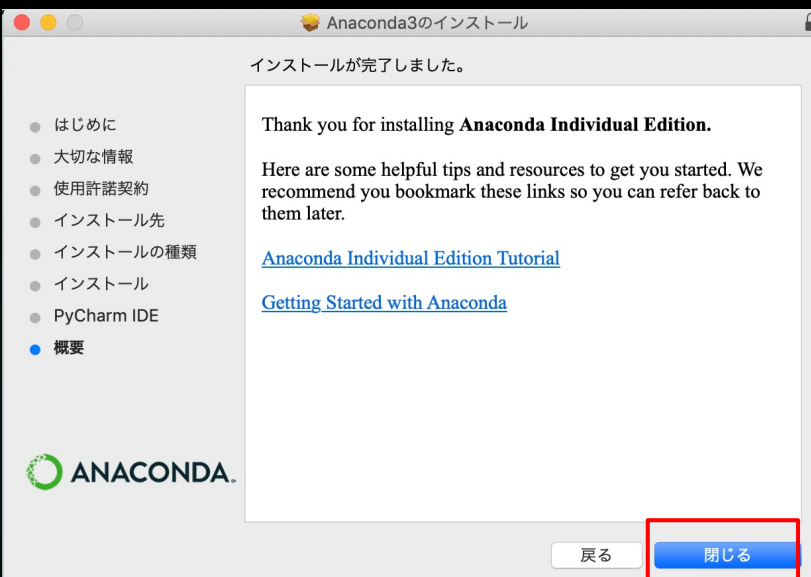 Anaconda3のインストール
インストールが完了しました。
はじめに
大切な情報
使用許諾契約
インストール先
インストールの種類
インストール
PyCharm IDE
概要
Thank you for installing Anaconda Individual Edition.
Here are some helpful tips and resources to get you started. We
recommend you bookmark these links so you can refer back to
them later.
Anaconda Individual Edition Tutorial
Getting Started with Anaconda
ANACONDA.
戻る
閉じる